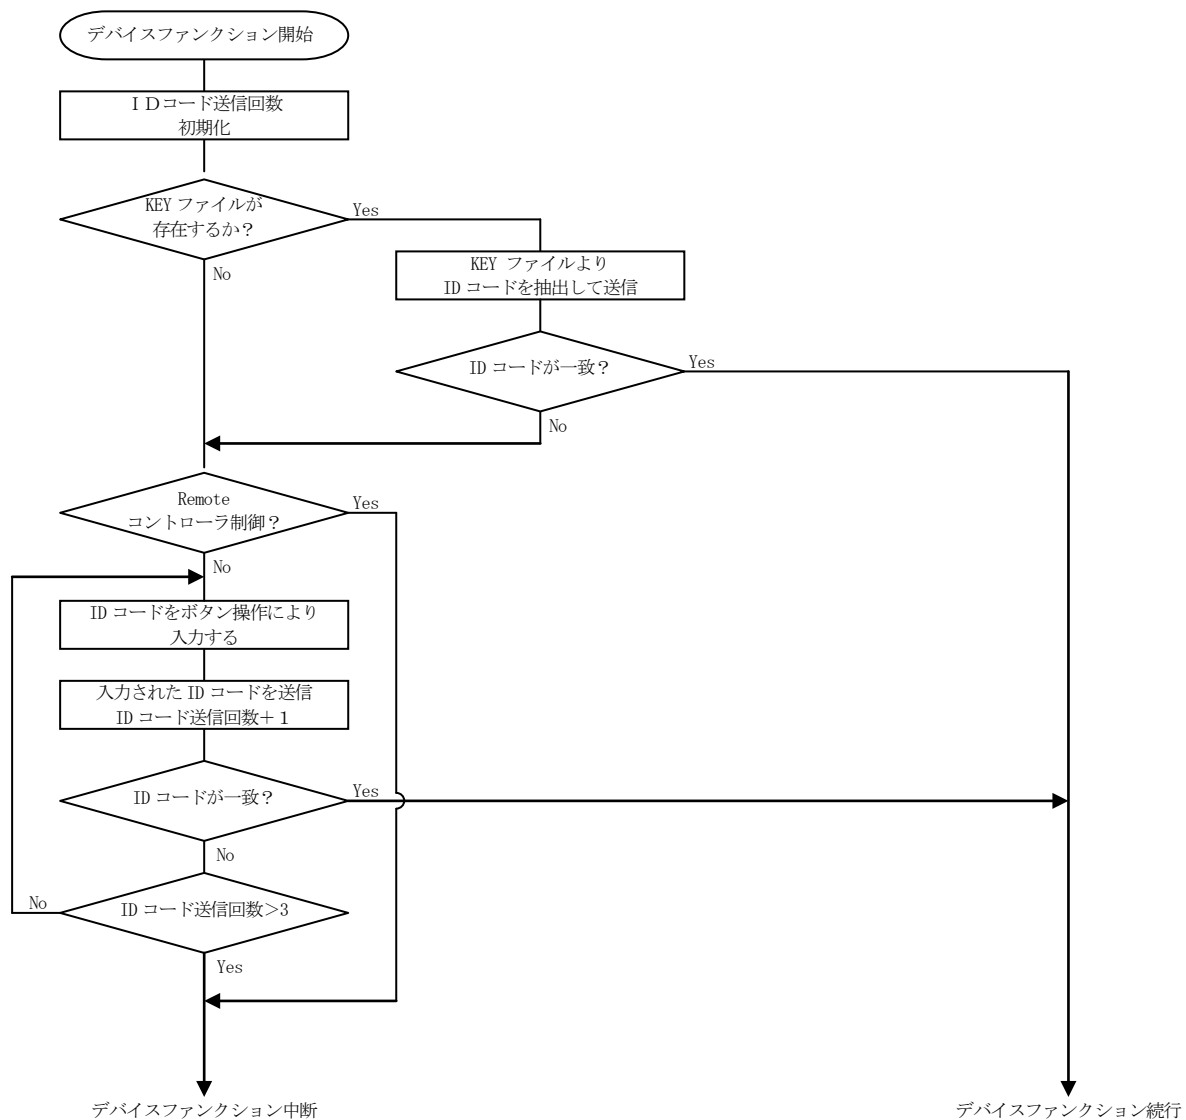 デバイスファンクション開始
ＩＤコード送信回数
初期化
KEY ファイルが
存在するか？
Yes
No
KEY ファイルより
ID コードを抽出して送信
ID コードが一致？
Yes
No
Remote
コントローラ制御？
Yes
No
ID コードをボタン操作により
入力する
入力された ID コードを送信
ID コード送信回数＋１
ID コードが一致？
Yes
No
ID コード送信回数＞3
No
Yes
デバイスファンクション中断
デバイスファンクション続行